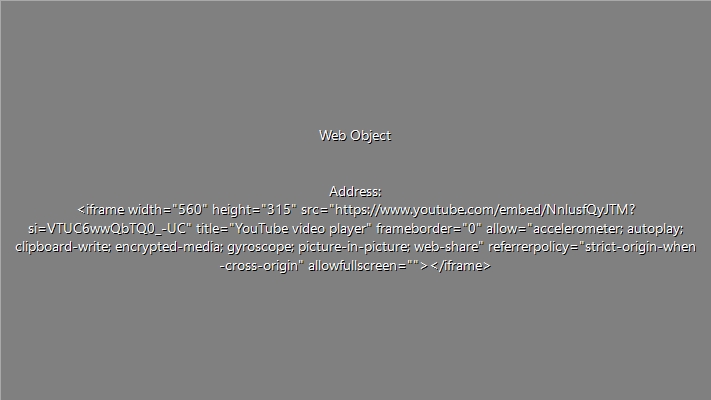 Web Object
Address:
<iframe width="560" height="315" src="https://www.youtube.com/embed/NnlusfQyJTM?
si=VTUC6wwQbTQ0_-UC" title="YouTube video player" frameborder="0" allow="accelerometer; autoplay;
clipboard-write; encrypted-media; gyroscope; picture-in-picture; web-share" referrerpolicy="strict-origin-when
-cross-origin" allowfullscreen=""></iframe>